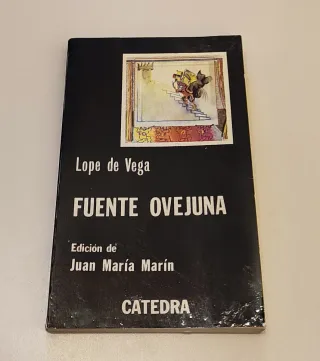 Lope de Vega
FUENTE OVEJUNA
Edición de
Juan María Marín
CATEDRA